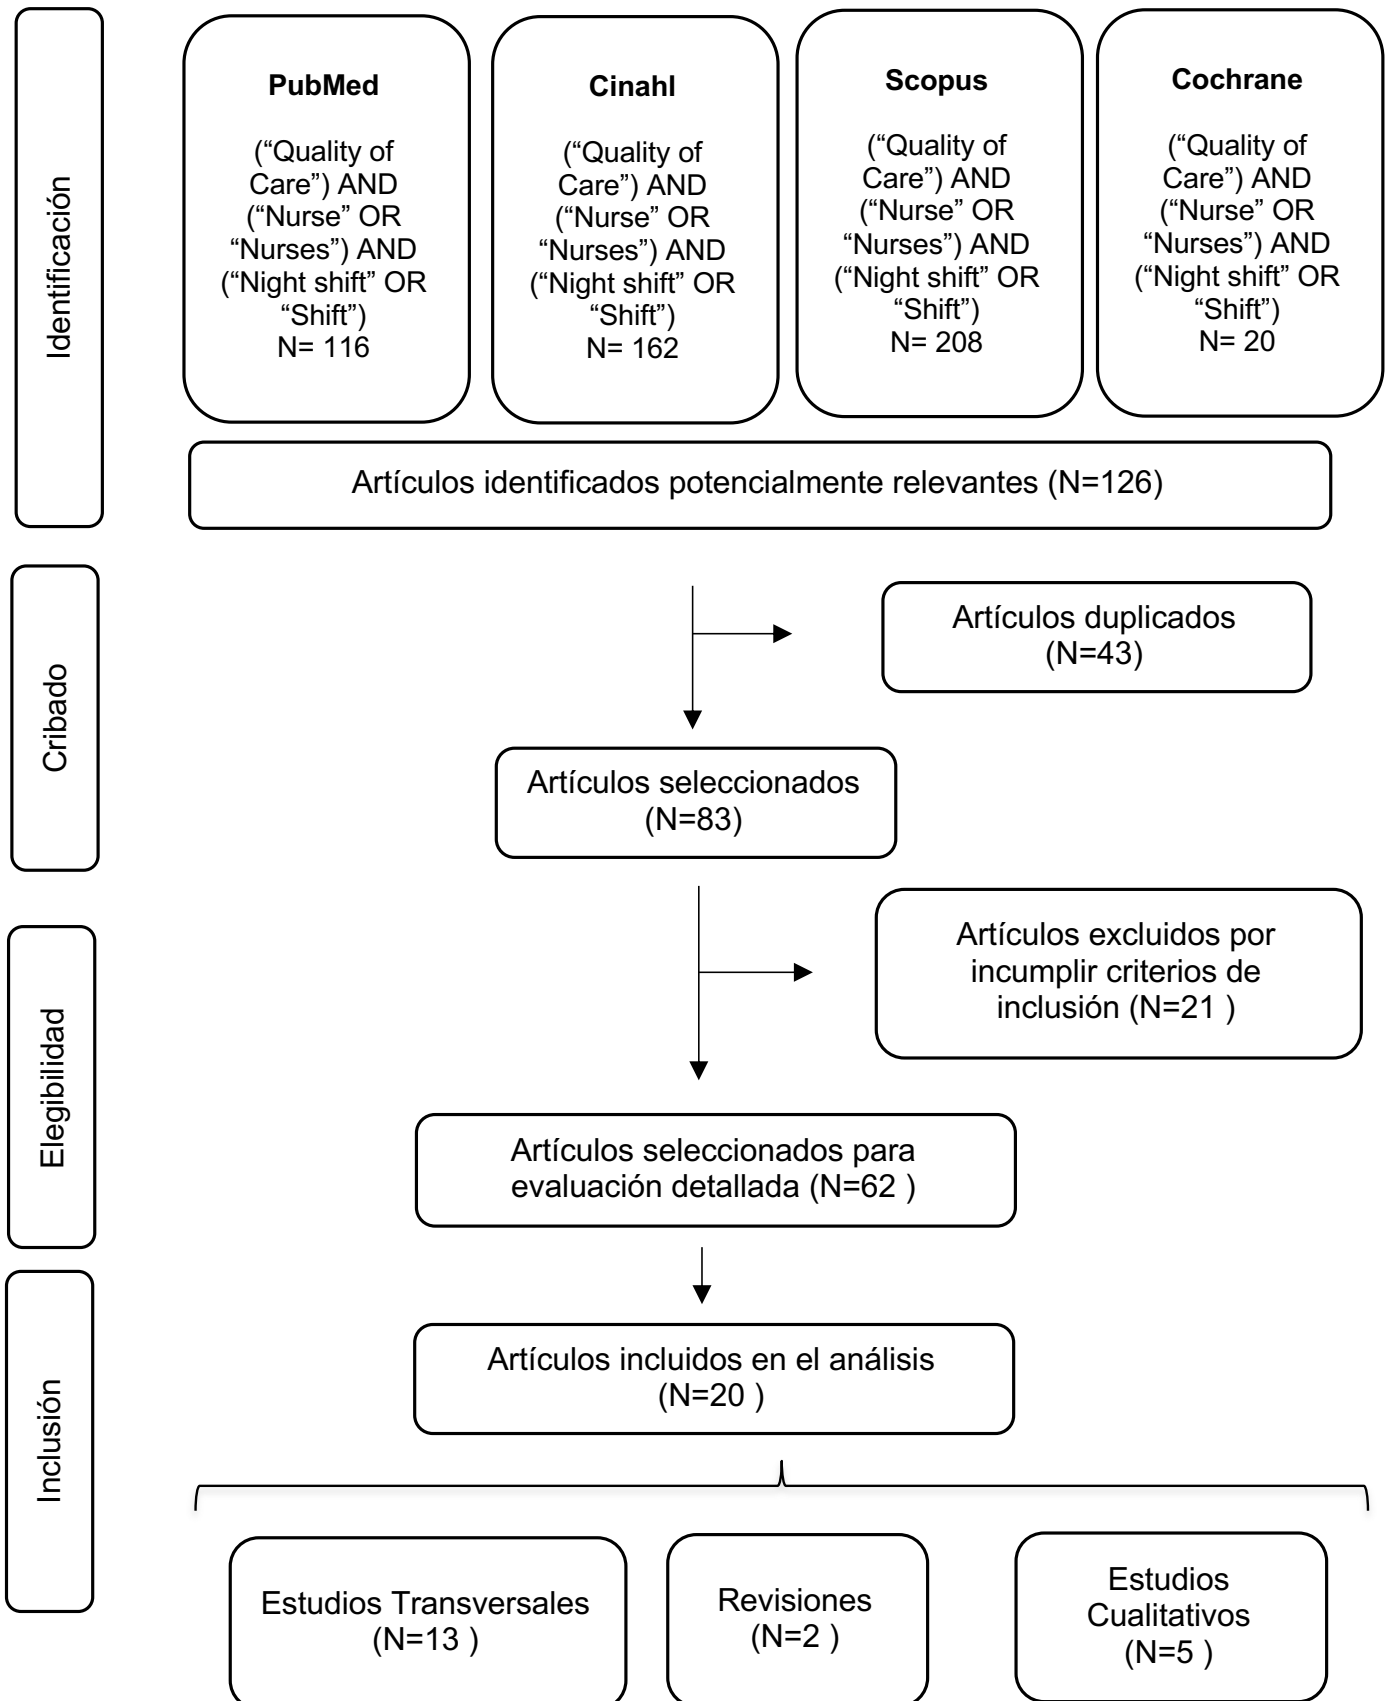 Identificación
PubMed
(“Quality of
Care”) AND
(“Nurse” OR
“Nurses”) AND
(“Night shift” OR
“Shift”)
N= 116
Cinahl
(“Quality of
Care”) AND
(“Nurse” OR
“Nurses”) AND
(“Night shift” OR
“Shift”)
N= 162
Scopus
(“Quality of
Care”) AND
(“Nurse” OR
“Nurses”) AND
(“Night shift” OR
“Shift”)
N= 208
Cochrane
(“Quality of
Care”) AND
(“Nurse” OR
“Nurses”) AND
(“Night shift” OR
“Shift”)
N= 20
Artículos identificados potencialmente relevantes (N=126)
Cribado
Artículos duplicados
(N=43)
Artículos seleccionados
(N=83)
Elegibilidad
Artículos excluidos por
incumplir criterios de
inclusión (N=21 )
Artículos seleccionados para
evaluación detallada (N=62 )
Inclusión
Artículos incluidos en el análisis
(N=20 )
Estudios Transversales
(N=13 )
Revisiones
(N=2 )
Estudios
Cualitativos
(N=5 )